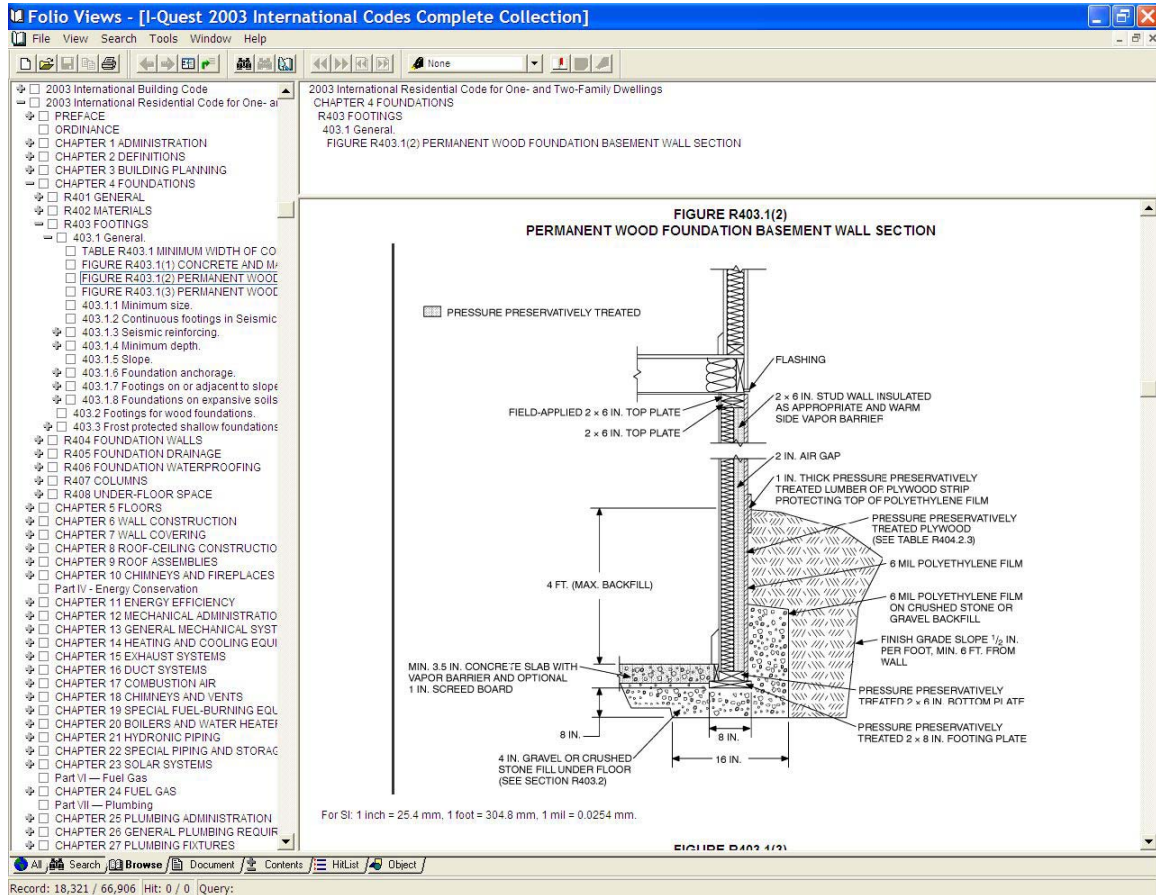 Folio Views - [I-Quest 2003 International Codes Complete Collection]
File View Search Tools Window Help
None
2003 International Building Code
2003 International Residential Code for One- ar
PREFACE
ORDINANCE
CHAPTER 1 ADMINISTRATION
CHAPTER 2 DEFINITIONS
CHAPTER 3 BUILDING PLANNING
CHAPTER 4 FOUNDATIONS
R401 GENERAL
R402 MATERIALS
R403 FOOTINGS
403.1 General.
TABLE R403.1 MINIMUM WIDTH OF CO
FIGURE R403.1(1) CONCRETE AND MA
FIGURE R403.1(2) PERMANENT WOOD
FIGURE R403.1(3) PERMANENT WOOD
403.1.1 Minimum size.
403.1.2 Continuous footings in Seismic
403.1.3 Seismic reinforcing.
403.1.4 Minimum depth.
403.1.5 Slope.
403.1.6 Foundation anchorage.
403.1.7 Footings on or adjacent to slope
403.1.8 Foundations on expansive soils
403.2 Footings for wood foundations.
403.3 Frost protected shallow foundations
R404 FOUNDATION WALLS
R405 FOUNDATION DRAINAGE
R406 FOUNDATION WATERPROOFING
R407 COLUMNS
R408 UNDER-FLOOR SPACE
CHAPTER 5 FLOORS
CHAPTER 6 WALL CONSTRUCTION
CHAPTER 7 WALL COVERING
CHAPTER 8 ROOF-CEILING CONSTRUCTIO
CHAPTER 9 ROOF ASSEMBLIES
CHAPTER 10 CHIMNEYS AND FIREPLACES
Part IV - Energy Conservation
CHAPTER 11 ENERGY EFFICIENCY
CHAPTER 12 MECHANICAL ADMINISTRATIO
CHAPTER 13 GENERAL MECHANICAL SYST
CHAPTER 14 HEATING AND COOLING EQUI
CHAPTER 15 EXHAUST SYSTEMS
CHAPTER 16 DUCT SYSTEMS
CHAPTER 17 COMBUSTION AIR
CHAPTER 18 CHIMNEYS AND VENTS
CHAPTER 19 SPECIAL FUEL-BURNING EQU
CHAPTER 20 BOILERS AND WATER HEATER
CHAPTER 21 HYDRONIC PIPING
CHAPTER 22 SPECIAL PIPING AND STORAG
CHAPTER 23 SOLAR SYSTEMS
Part VI — Fuel Gas
CHAPTER 24 FUEL GAS
Part VII — Plumbing
CHAPTER 25 PLUMBING ADMINISTRATION
CHAPTER 26 GENERAL PLUMBING REQUIR
CHAPTER 27 PLUMBING FIXTURES
2003 International Residential Code for One- and Two-Family Dwellings
CHAPTER 4 FOUNDATIONS
R403 FOOTINGS
403.1 General.
FIGURE R403.1(2) PERMANENT WOOD FOUNDATION BASEMENT WALL SECTION
FIGURE R403.1(2)
PERMANENT WOOD FOUNDATION BASEMENT WALL SECTION
PRESSURE PRESERVATIVELY TREATED
FLASHING
2 × 6 IN. STUD WALL INSULATED
AS APPROPRIATE AND WARM
SIDE VAPOR BARRIER
FIELD-APPLIED 2 × 6 IN. TOP PLATE
2 × 6 IN. TOP PLATE
2 IN. AIR GAP
1 IN. THICK PRESSURE PRESERVATIVELY
TREATED LUMBER OF PLYWOOD STRIP
PROTECTING TOP OF POLYETHYLENE FILM
PRESSURE PRESERVATIVELY
TREATED PLYWOOD
(SEE TABLE R404.2.3)
6 MIL POLYETHYLENE FILM
4 FT. (MAX. BACKFILL)
6 MIL POLYETHYLENE FILM
ON CRUSHED STONE OR
GRAVEL BACKFILL
FINISH GRADE SLOPE 1/2 IN.
PER FOOT, MIN. 6 FT. FROM
WALL
MIN. 3.5 IN. CONCRETE SLAB WITH
VAPOR BARRIER AND OPTIONAL
1 IN. SCREED BOARD
PRESSURE PRESERVATIVELY
TREATED 2 × 6 IN. BOTTOM PLATE
PRESSURE PRESERVATIVELY
TREATED 2 × 8 IN. FOOTING PLATE
8 IN.
8 IN.
16 IN.
4 IN. GRAVEL OR CRUSHED
STONE FILL UNDER FLOOR
(SEE SECTION R403.2)
For SI: 1 inch = 25.4 mm, 1 foot = 304.8 mm, 1 mil = 0.0254 mm.
FIGURE R403.1(3)
All Search Browse Document Contents HitList Object
Record: 18,321 / 66,906 Hit: 0 / 0 Query: